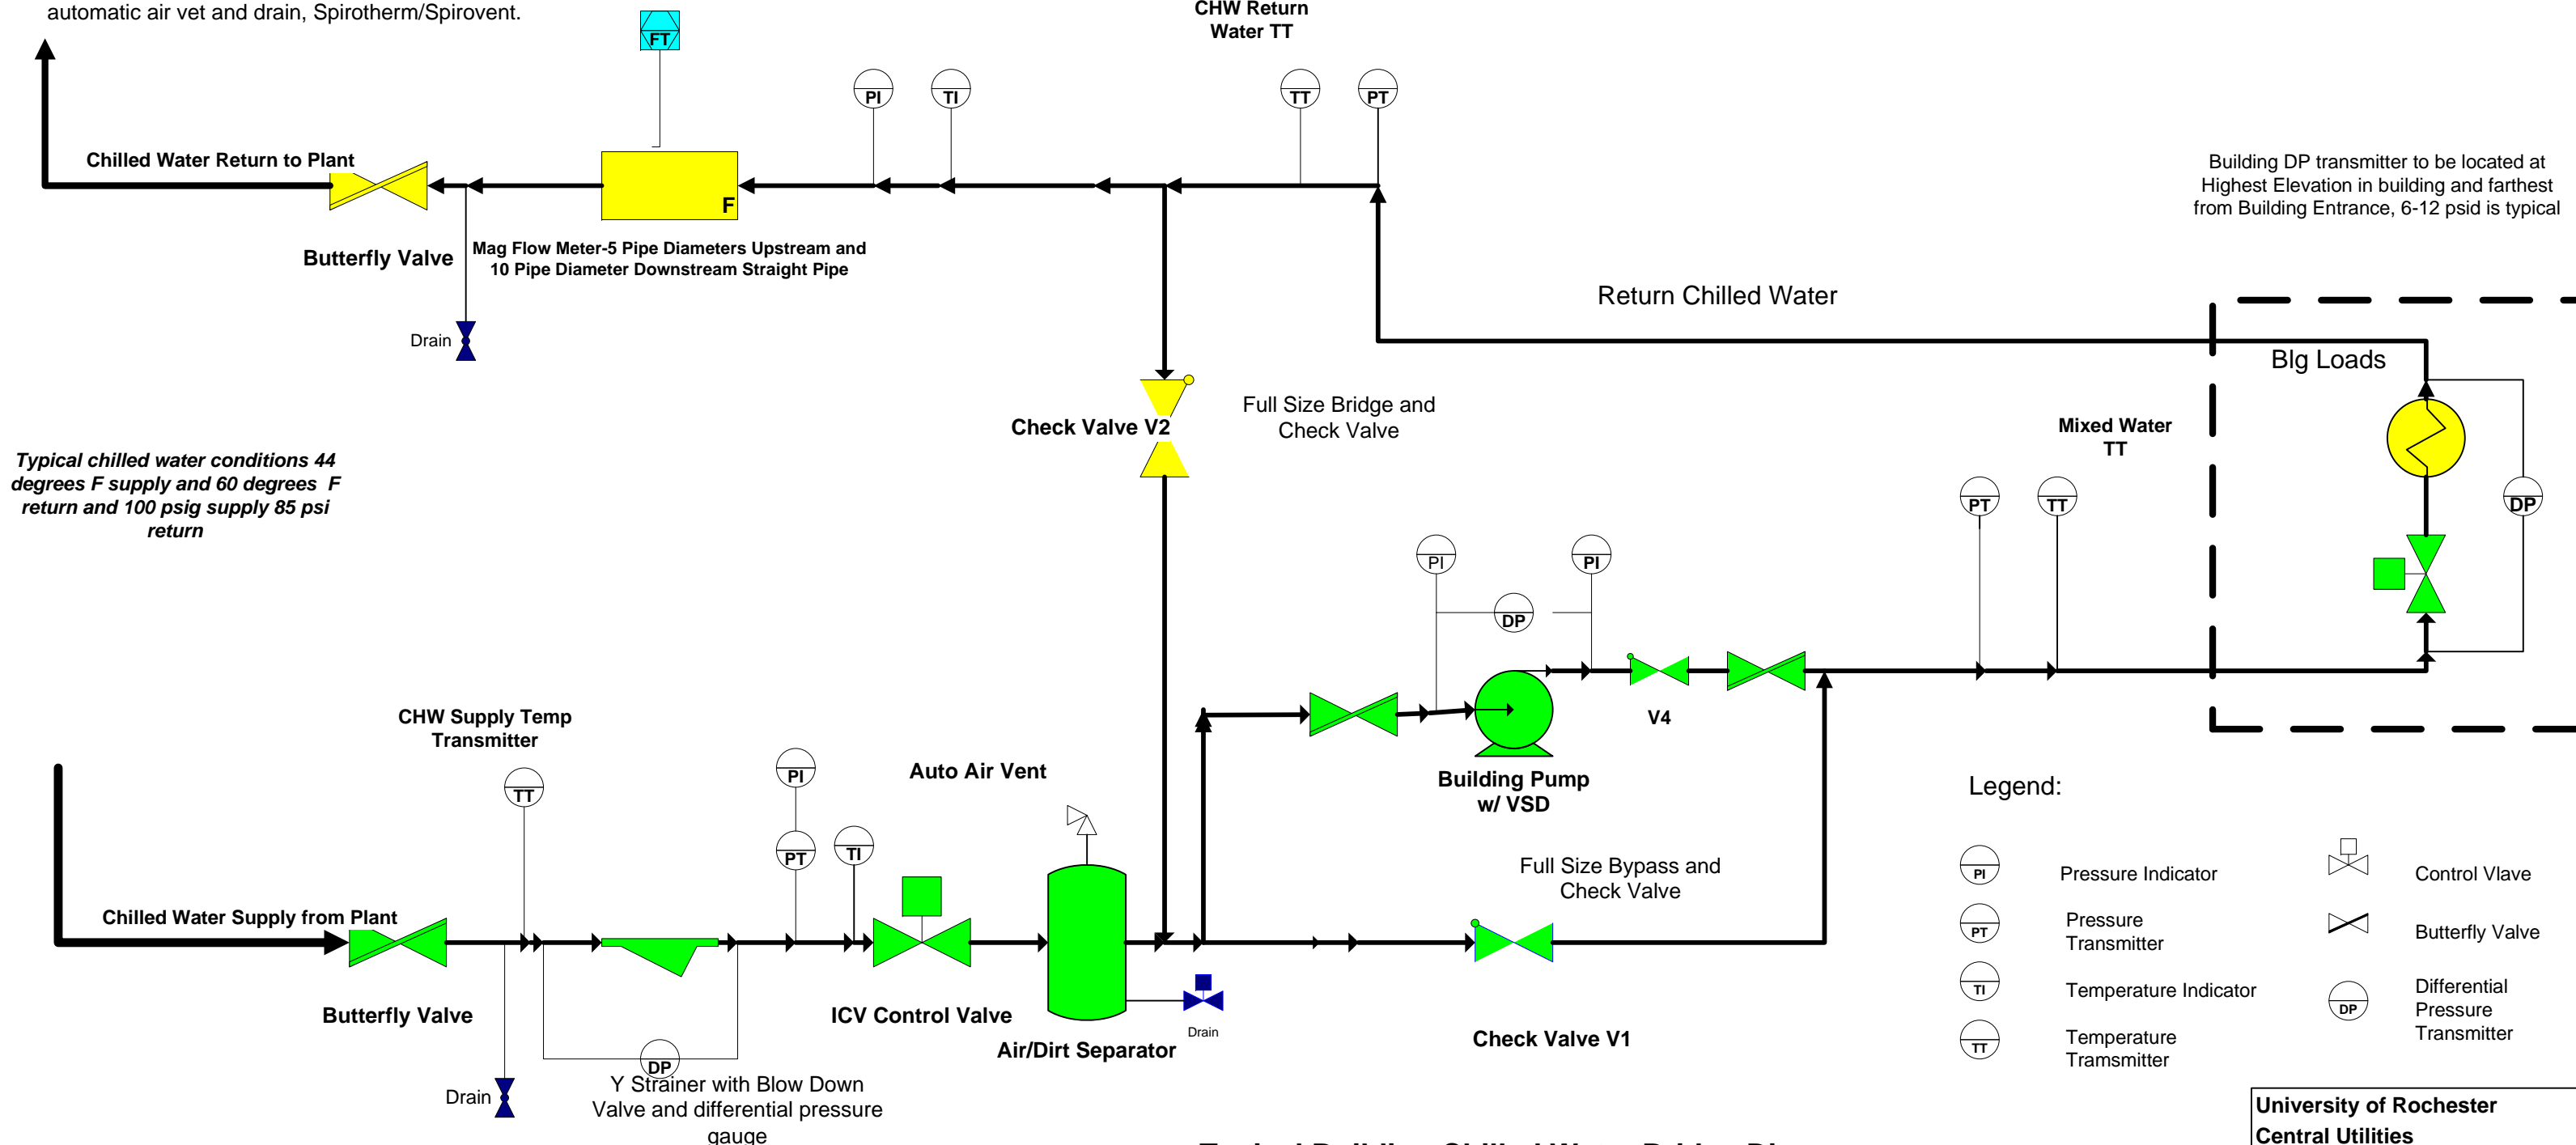 automatic air vet and drain, Spirotherm/Spirovent.
CHW Return
Water TT
FT
PI
TI
TT
PT
Chilled Water Return to Plant
Building DP transmitter to be located at
Highest Elevation in building and farthest
from Building Entrance, 6-12 psid is typical
F
Butterfly Valve
Mag Flow Meter-5 Pipe Diameters Upstream and
10 Pipe Diameter Downstream Straight Pipe
Return Chilled Water
Drain
Blg Loads
Full Size Bridge and
Check Valve
Check Valve V2
Mixed Water
TT
Typical chilled water conditions 44
degrees F supply and 60 degrees F
return and 100 psig supply 85 psi
return
PT
TT
DP
PI
PI
DP
V4
CHW Supply Temp
Transmitter
TT
PI
PT
TI
Auto Air Vent
Building Pump
w/ VSD
Legend:
Full Size Bypass and
Check Valve
Chilled Water Supply from Plant
Butterfly Valve
ICV Control Valve
Air/Dirt Separator
Drain
Check Valve V1
DP
Drain
Y Strainer with Blow Down
Valve and differential pressure
gauge
PI
Pressure Indicator
Control Vlave
PT
Pressure
Transmitter
Butterfly Valve
TI
Temperature Indicator
DP
Differential
Pressure
Transmitter
TT
Temperature
Tramsmitter
University of Rochester
Central Utilities